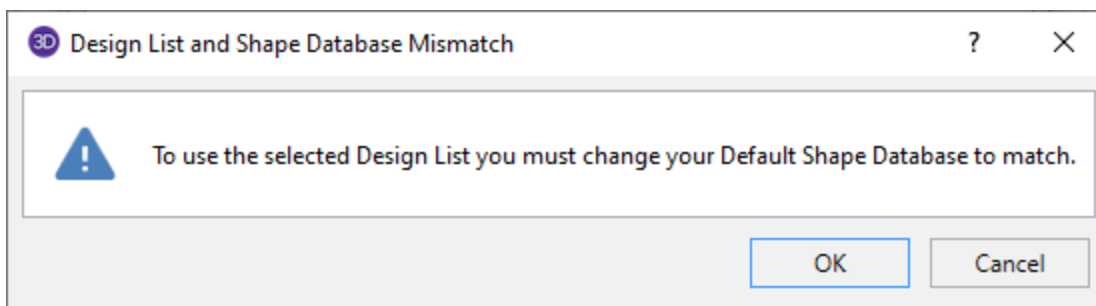 3D Design List and Shape Database Mismatch ? X
To use the selected Design List you must change your Default Shape Database to match.
OK Cancel